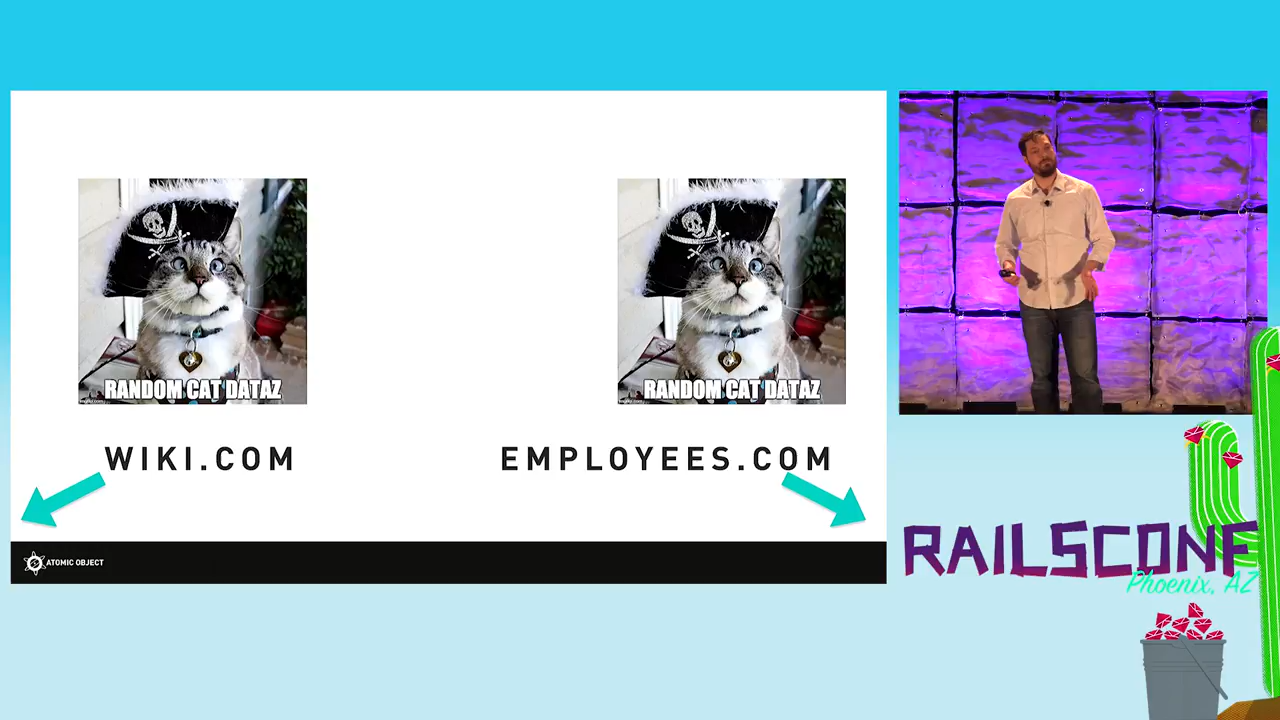 RANDOM CAT DATAZ
RANDOM CAT DATAZ
WIKI.COM
EMPLOYEES.COM
ATOMIC OBJECT
RAILSCONF
Phoenix, AZ